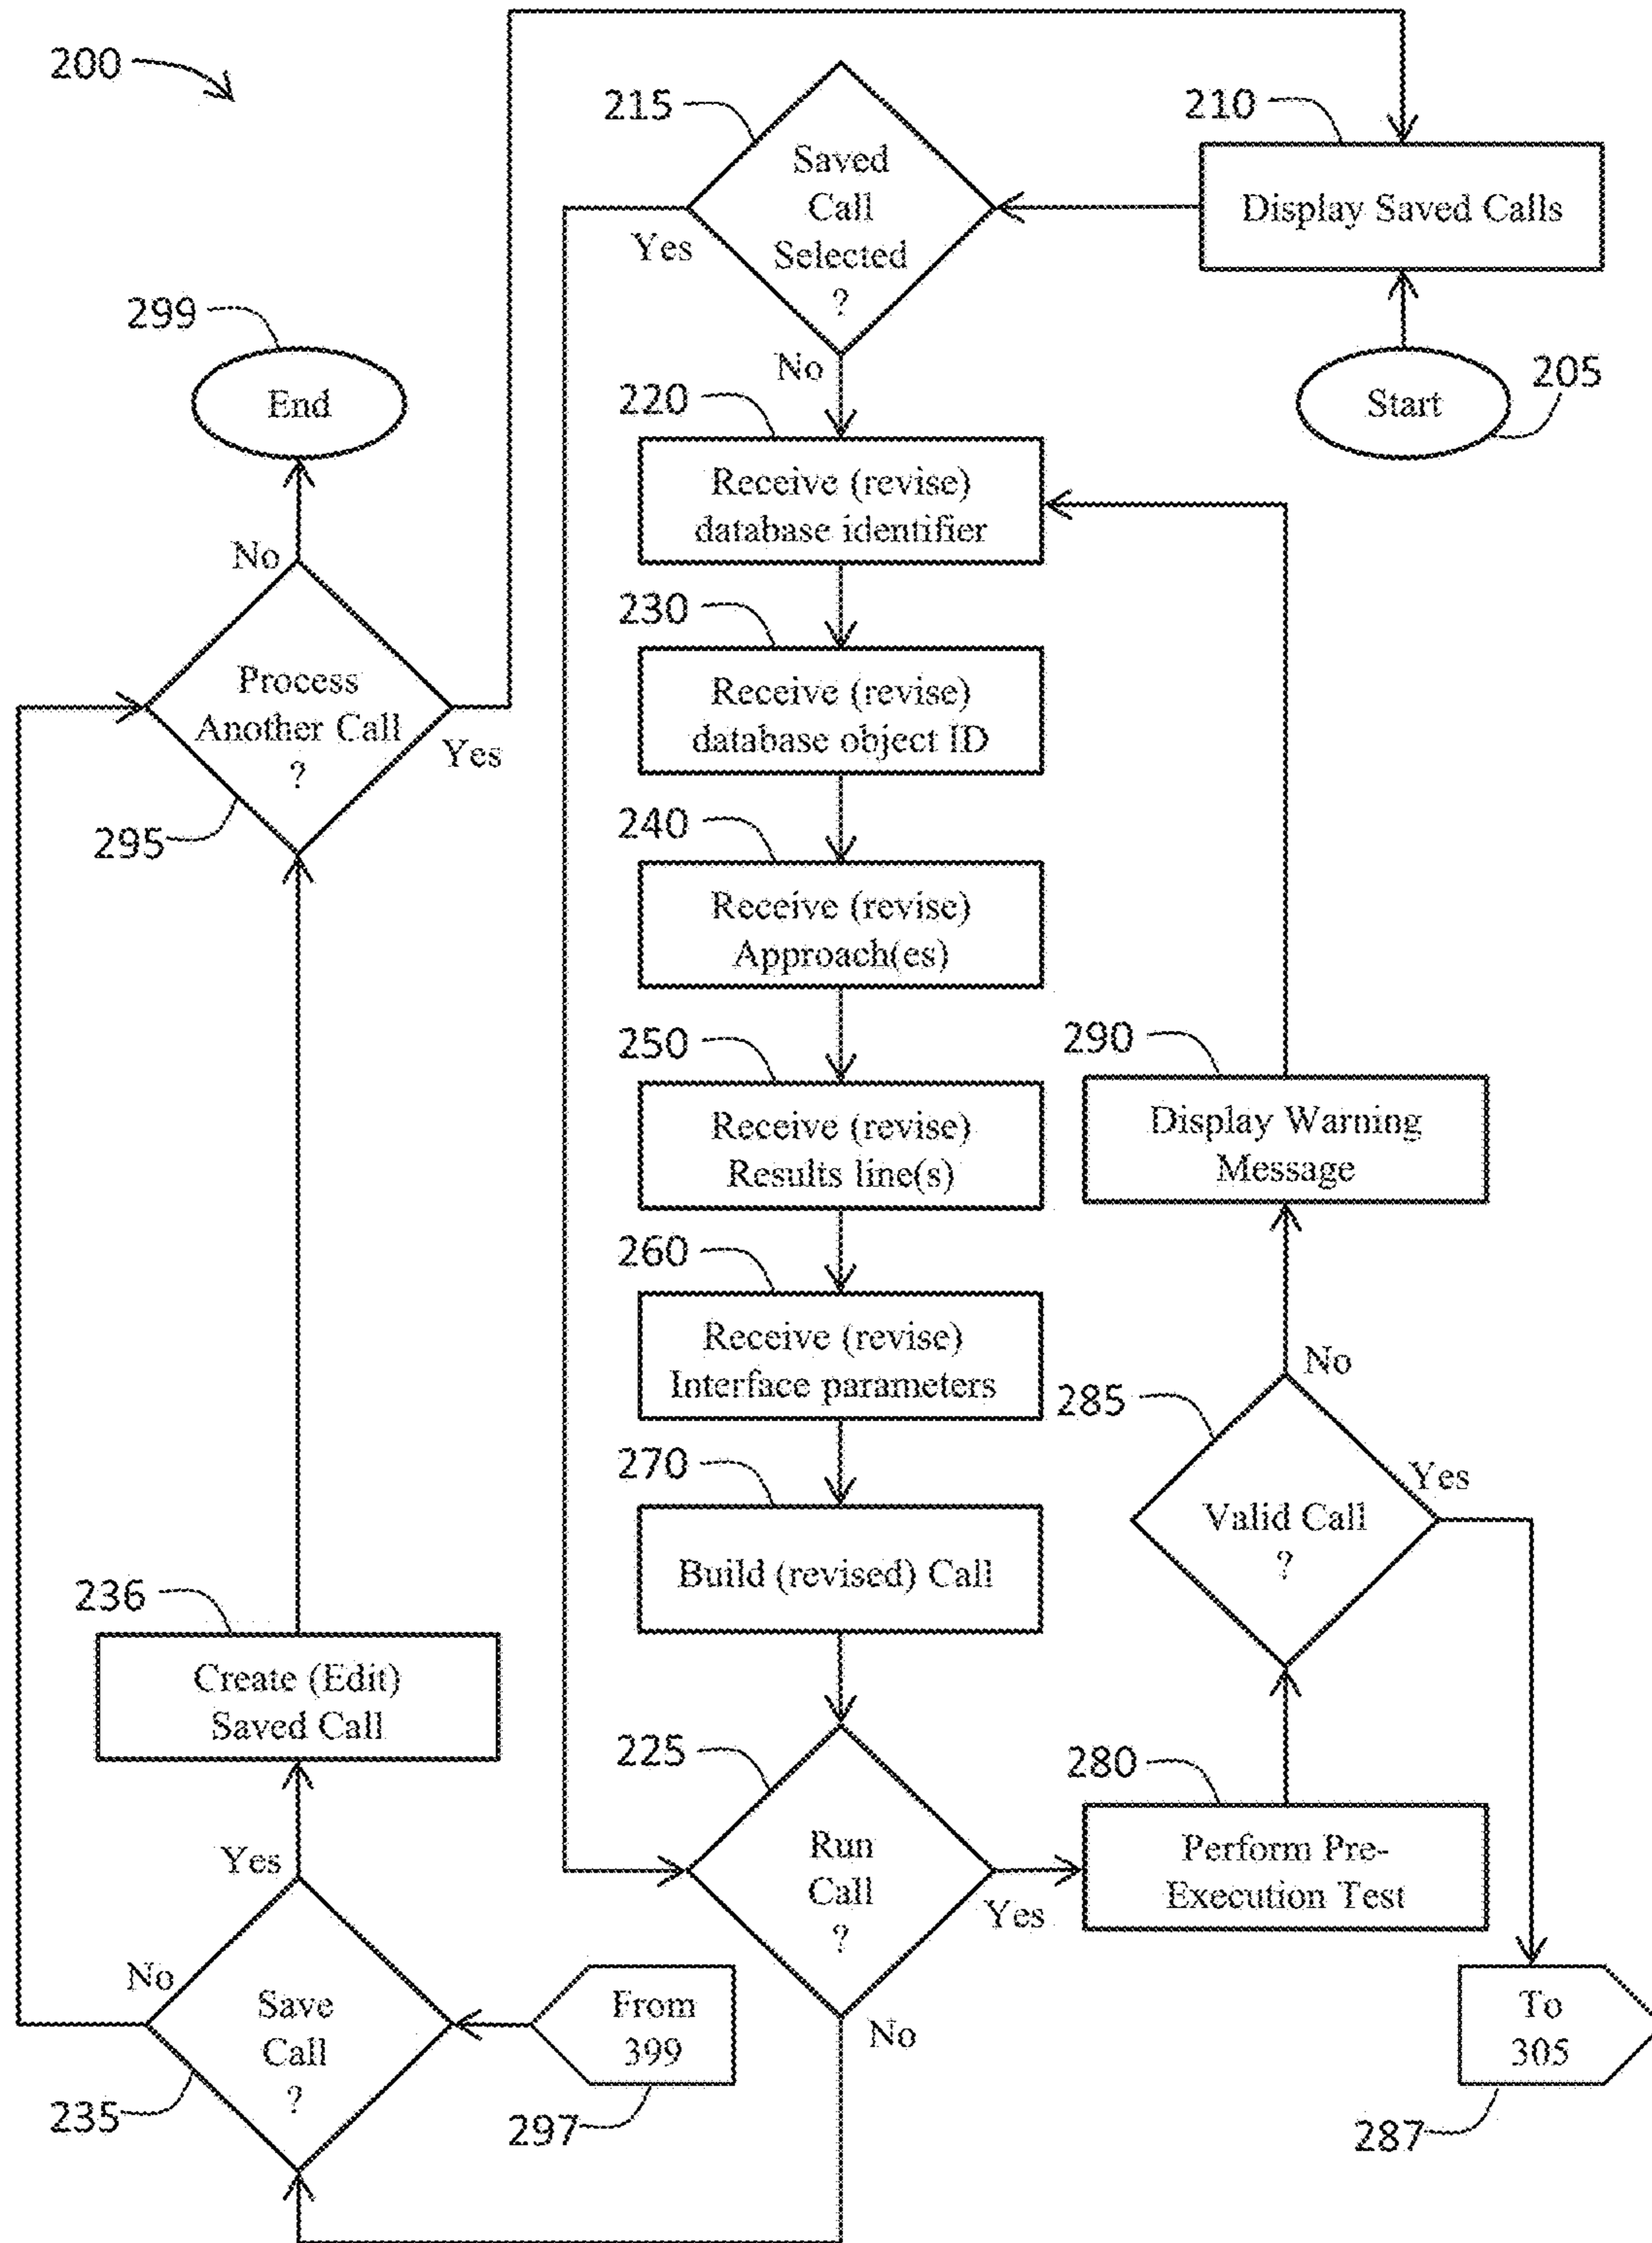 200
215
210
Saved
Call
Selected
?
Display Saved Calls
Yes
No
299
End
220
Start
205
Receive (revise)
database identifier
No
230
Process
Another Call
?
Yes
Receive (revise)
database object ID
295
240
Receive (revise)
Approach(es)
250
290
Receive (revise)
Results line(s)
Display Warning
Message
260
Receive (revise)
Interface parameters
No
285
270
Yes
Valid Call
?
Build (revised) Call
236
Create (Edit)
Saved Call
225
280
Run
Call
?
Yes
Perform Pre-
Execution Test
Yes
No
Save
Call
?
From
399
No
To
305
235
297
287